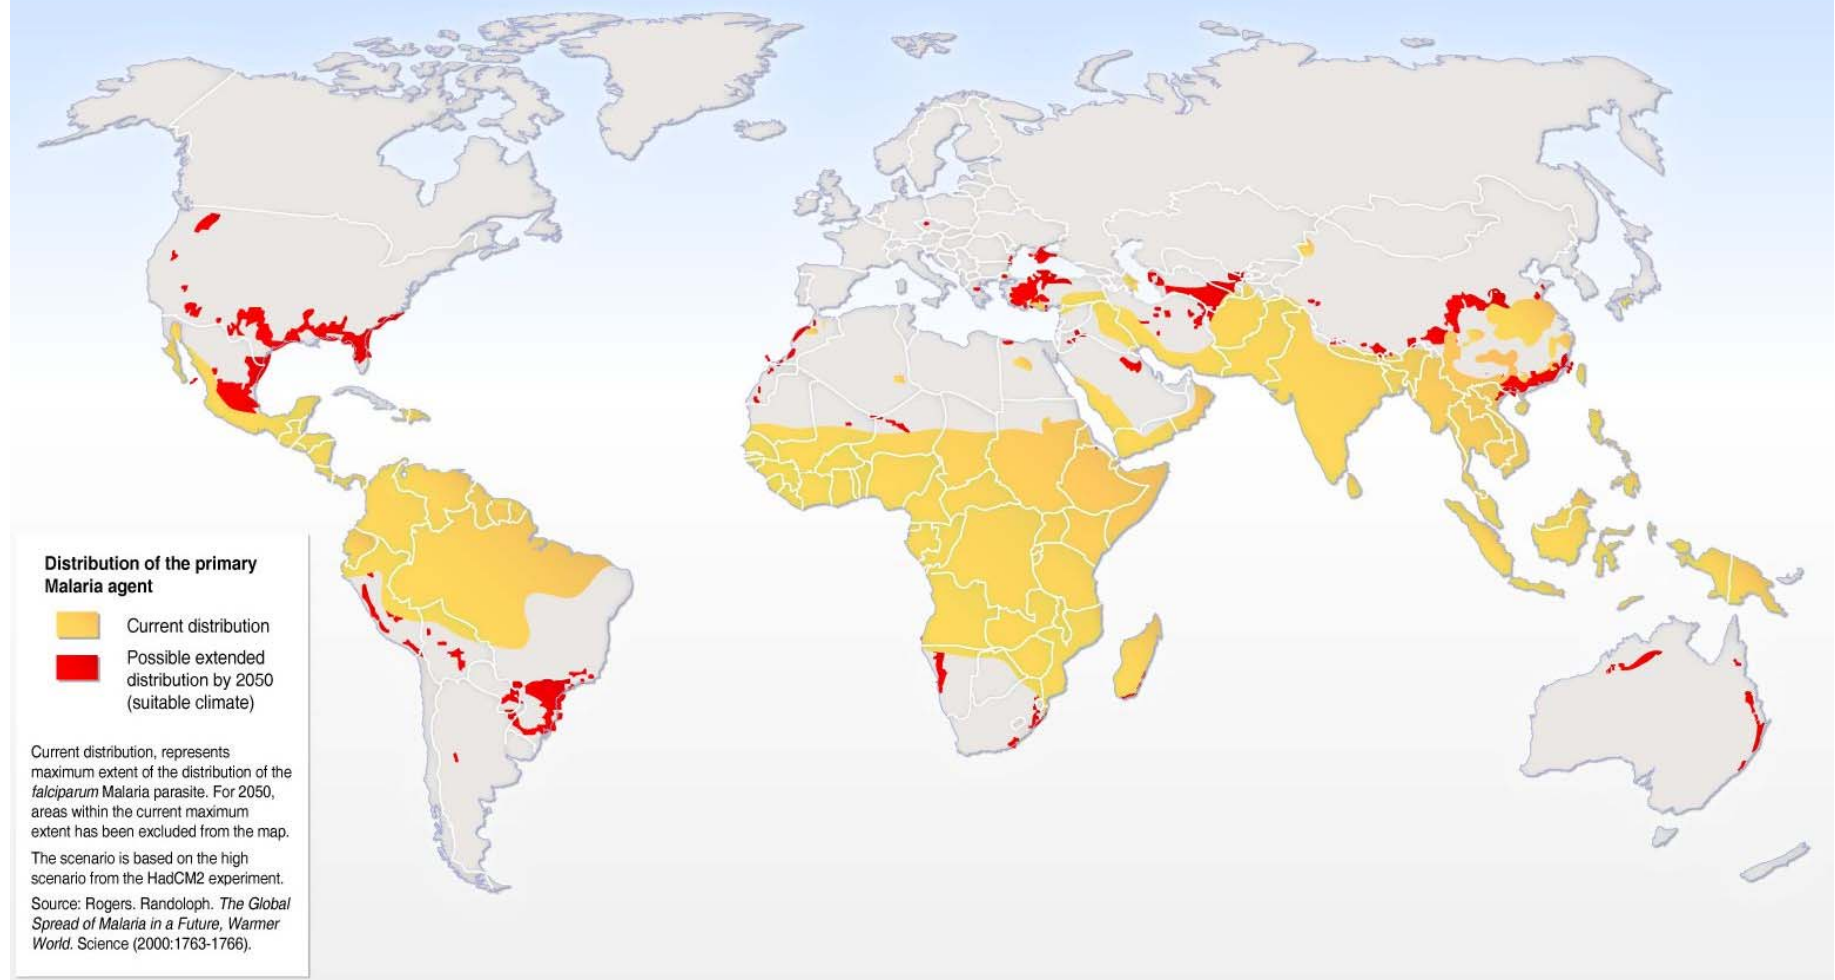 Distribution of the primary
Malaria agent
Current distribution
Possible extended
distribution by 2050
(suitable climate)
Current distribution, represents
maximum extent of the distribution of the
falciparum Malaria parasite. For 2050,
areas within the current maximum
extent has been excluded from the map.
The scenario is based on the high
scenario from the HadCM2 experiment.
Source: Rogers. Randoloph. The Global
Spread of Malaria in a Future, Warmer
World. Science (2000:1763-1766).